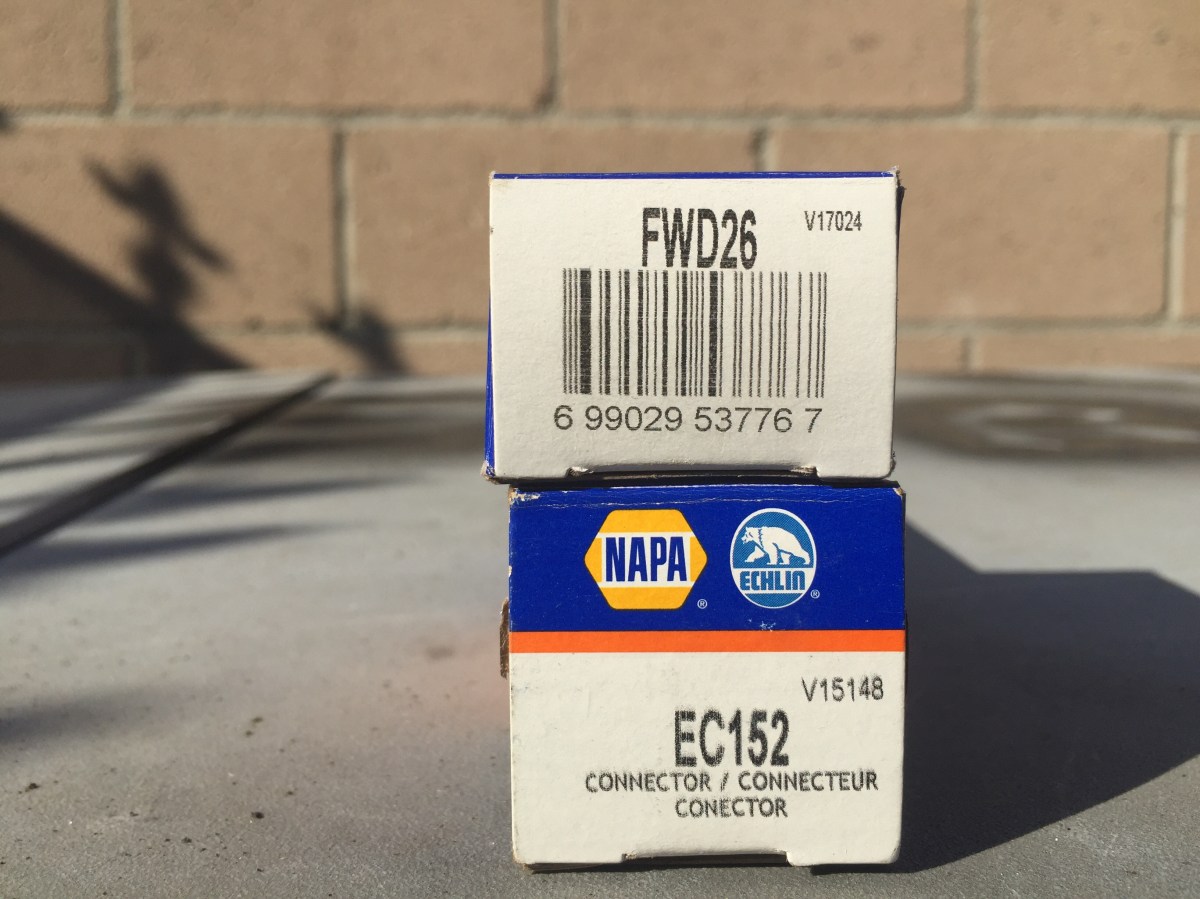 FWD26 V17024
6 99029 53776 7
NAPA ® ECHLIN ®
V15148
EC152
CONNECTOR / CONNECTEUR
CONECTOR